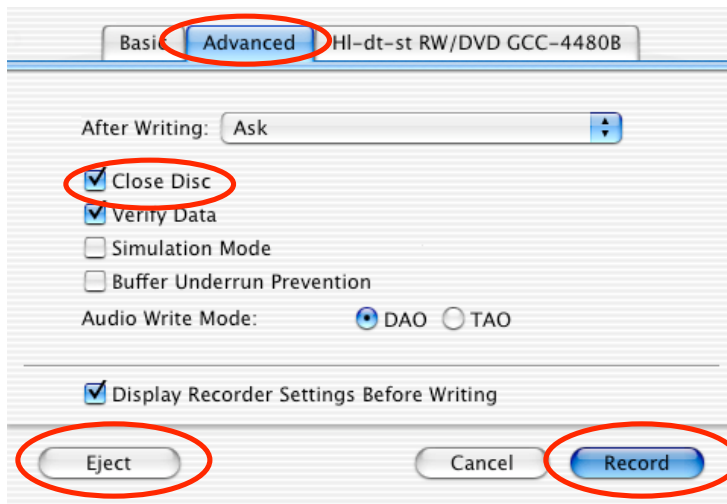 Basic Advanced Hl-dt-st RW/DVD GCC-4480B
After Writing: Ask
Close Disc
Verify Data
Simulation Mode
Buffer Underrun Prevention
Audio Write Mode: DAO TAO
Display Recorder Settings Before Writing
Eject Cancel Record